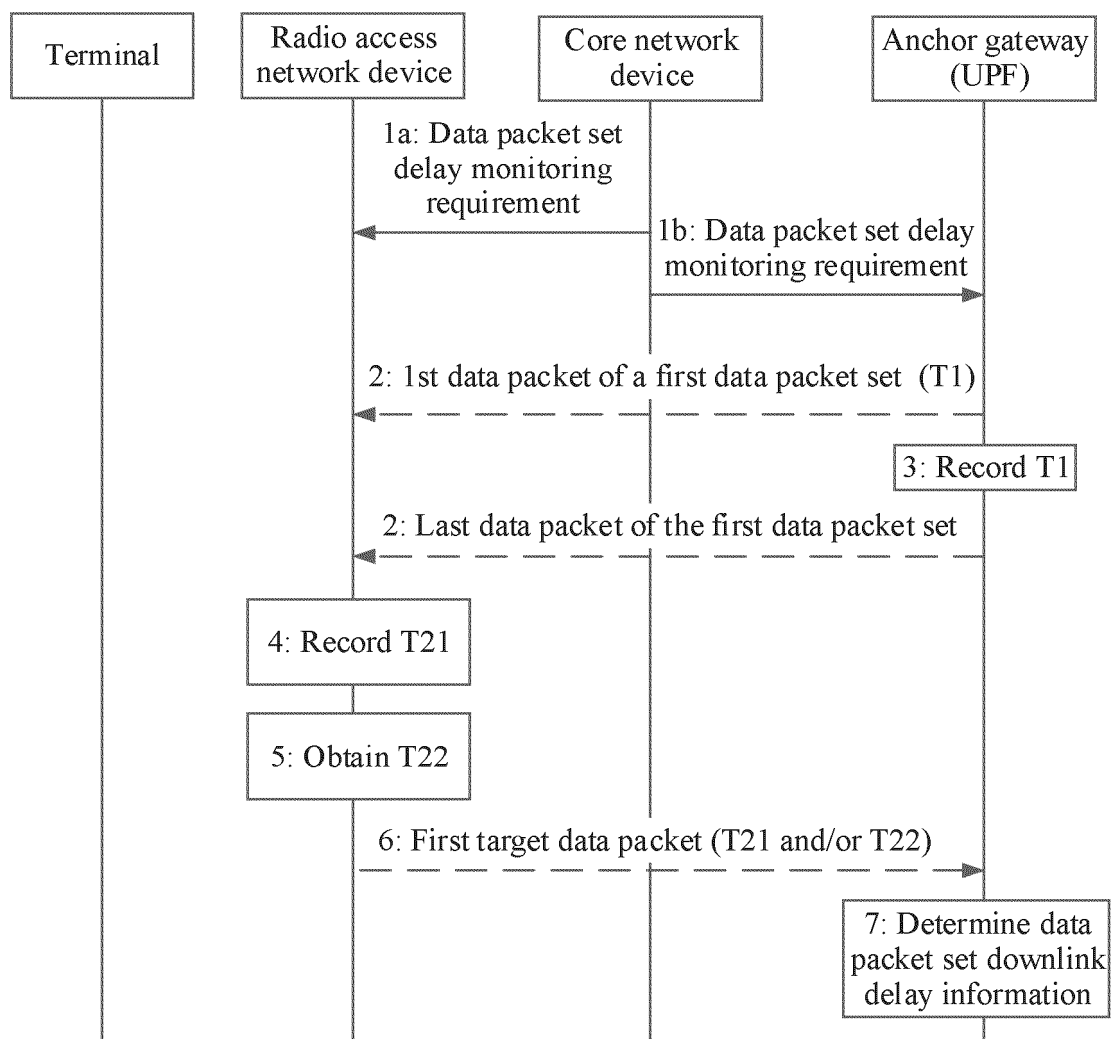 Terminal
Radio access
network device
Core network
device
Anchor gateway
(UPF)
1a: Data packet set
delay monitoring
requirement
1b: Data packet set delay
monitoring requirement
2: 1st data packet of a first data packet set (T1)
3: Record T1
2: Last data packet of the first data packet set
4: Record T21
5: Obtain T22
6: First target data packet (T21 and/or T22)
7: Determine data
packet set downlink
delay information